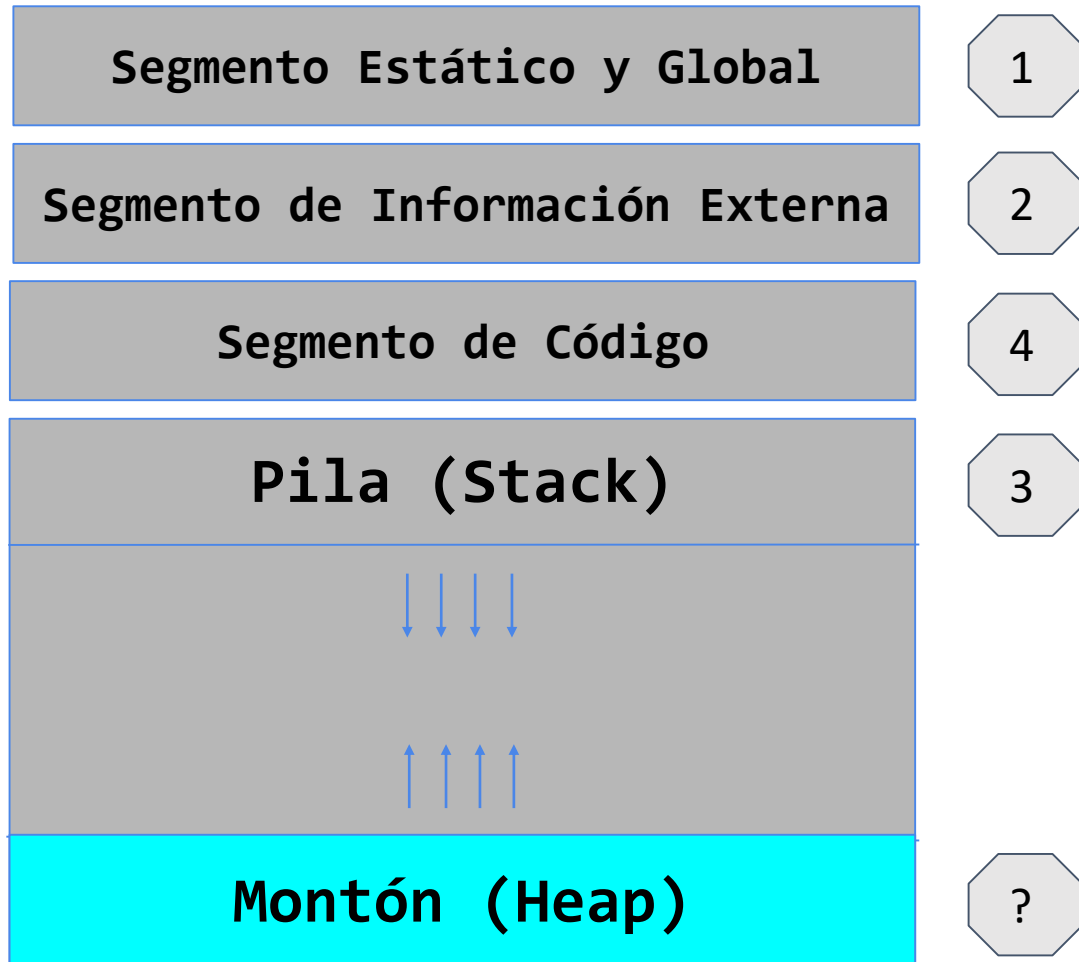 Segmento Estático y Global
1
Segmento de Información Externa
2
Segmento de Código
4
Pila (Stack)
3
Montón (Heap)
?